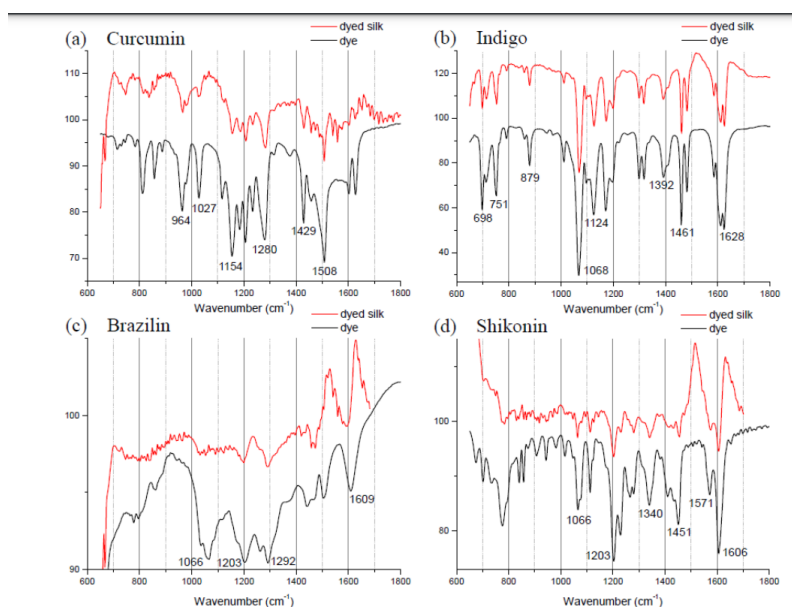 (a) Curcumin
dyed silk
dye
110
100
90
80
70
964
1027
1154
1280
1429
1508
600 800 1000 1200 1400 1600 1800
Wavenumber (cm-1)
(b) Indigo
dyed silk
dye
120
100
80
60
40
698
751
879
1068
1124
1392
1461
1628
600 800 1000 1200 1400 1600 1800
Wavenumber (cm-1)
(c) Brazilin
dyed silk
dye
100
90
1066
1203
1292
1609
600 800 1000 1200 1400 1600 1800
Wavenumber (cm-1)
(d) Shikonin
dyed silk
dye
100
80
1066
1203
1340
1451
1571
1606
600 800 1000 1200 1400 1600 1800
Wavenumber (cm-1)